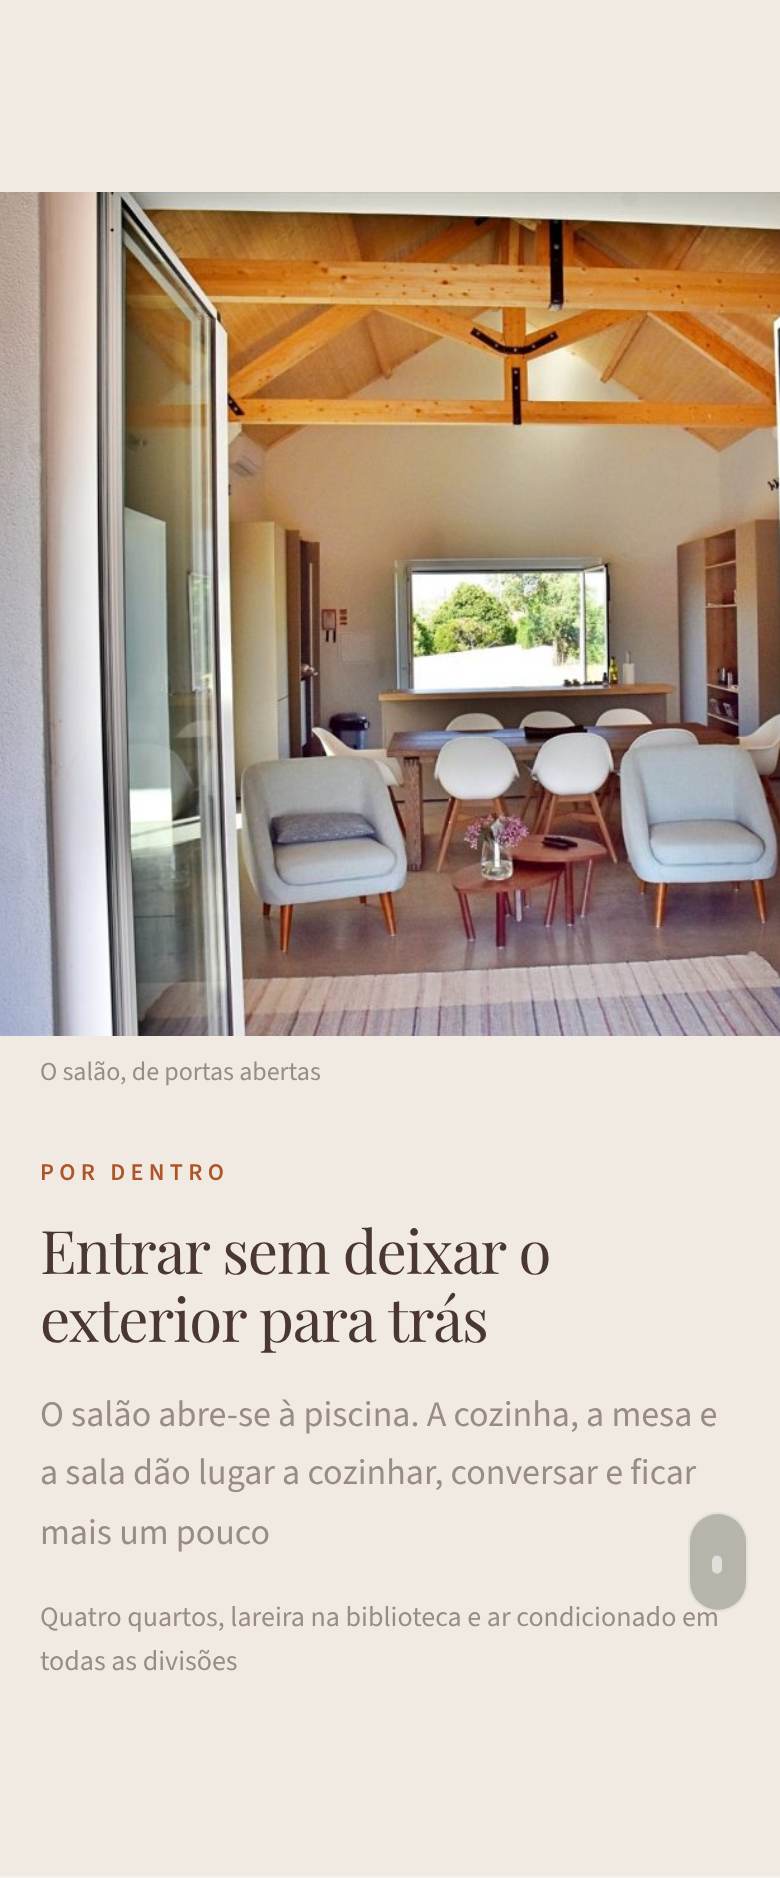 O salão, de portas abertas
POR DENTRO
Entrar sem deixar o
exterior para trás
O salão abre-se à piscina. A cozinha, a mesa e
a sala dão lugar a cozinhar, conversar e ficar
mais um pouco
Quatro quartos, lareira na biblioteca e ar condicionado em
todas as divisões